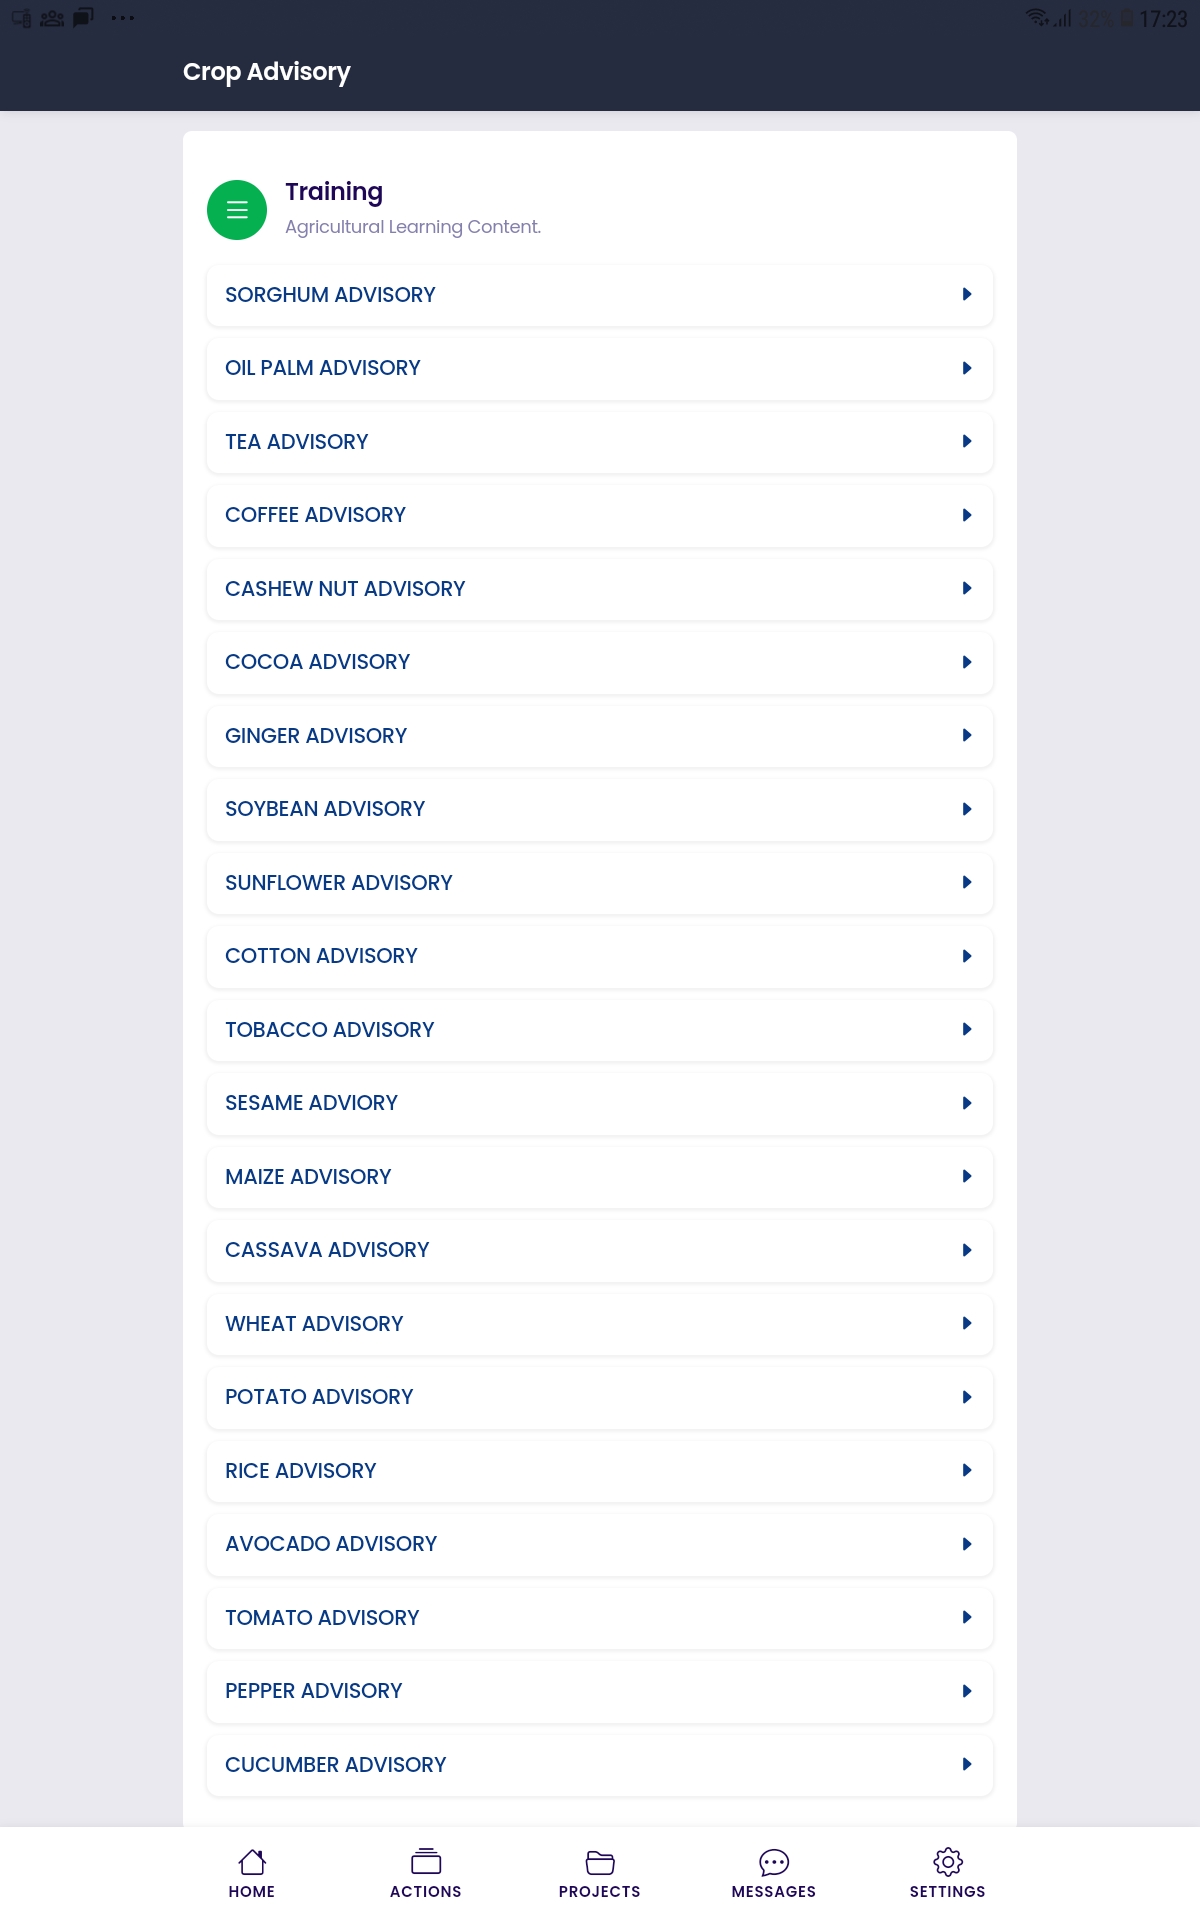 32% 17:23
Crop Advisory
Training
Agricultural Learning Content.
SORGHUM ADVISORY
OIL PALM ADVISORY
TEA ADVISORY
COFFEE ADVISORY
CASHEW NUT ADVISORY
COCOA ADVISORY
GINGER ADVISORY
SOYBEAN ADVISORY
SUNFLOWER ADVISORY
COTTON ADVISORY
TOBACCO ADVISORY
SESAME ADVIORY
MAIZE ADVISORY
CASSAVA ADVISORY
WHEAT ADVISORY
POTATO ADVISORY
RICE ADVISORY
AVOCADO ADVISORY
TOMATO ADVISORY
PEPPER ADVISORY
CUCUMBER ADVISORY
HOME ACTIONS PROJECTS MESSAGES SETTINGS